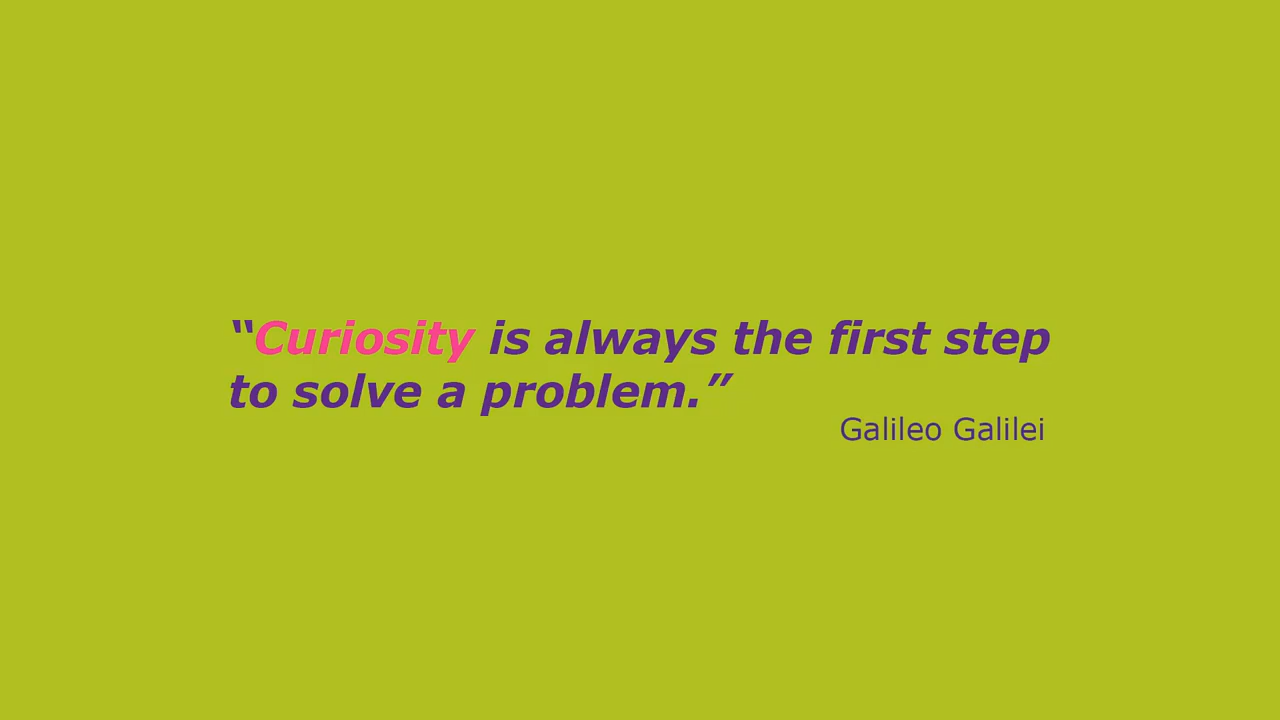 “Curiosity is always the first step
to solve a problem.”
Galileo Galilei